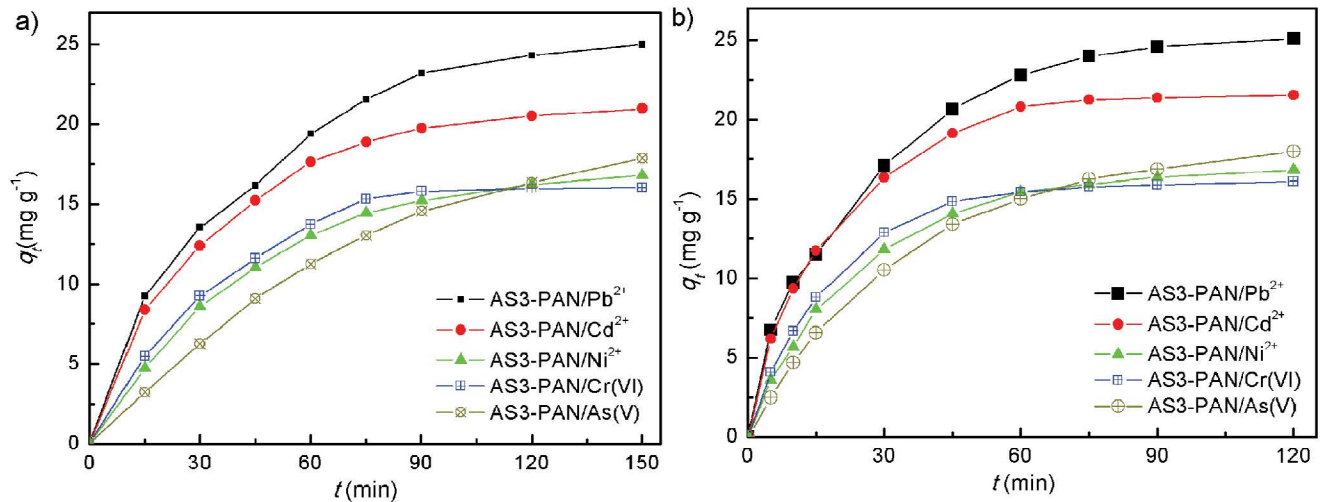 a)
25
20
15
10
5
0
q_t(mg g⁻¹)
AS3-PAN/Pb²⁺
AS3-PAN/Cd²⁺
AS3-PAN/Ni²⁺
AS3-PAN/Cr(VI)
AS3-PAN/As(V)
0 30 60 90 120 150
t (min)
b)
25
20
15
10
5
0
q_t (mg g⁻¹)
AS3-PAN/Pb²⁺
AS3-PAN/Cd²⁺
AS3-PAN/Ni²⁺
AS3-PAN/Cr(VI)
AS3-PAN/As(V)
0 30 60 90 120
t (min)